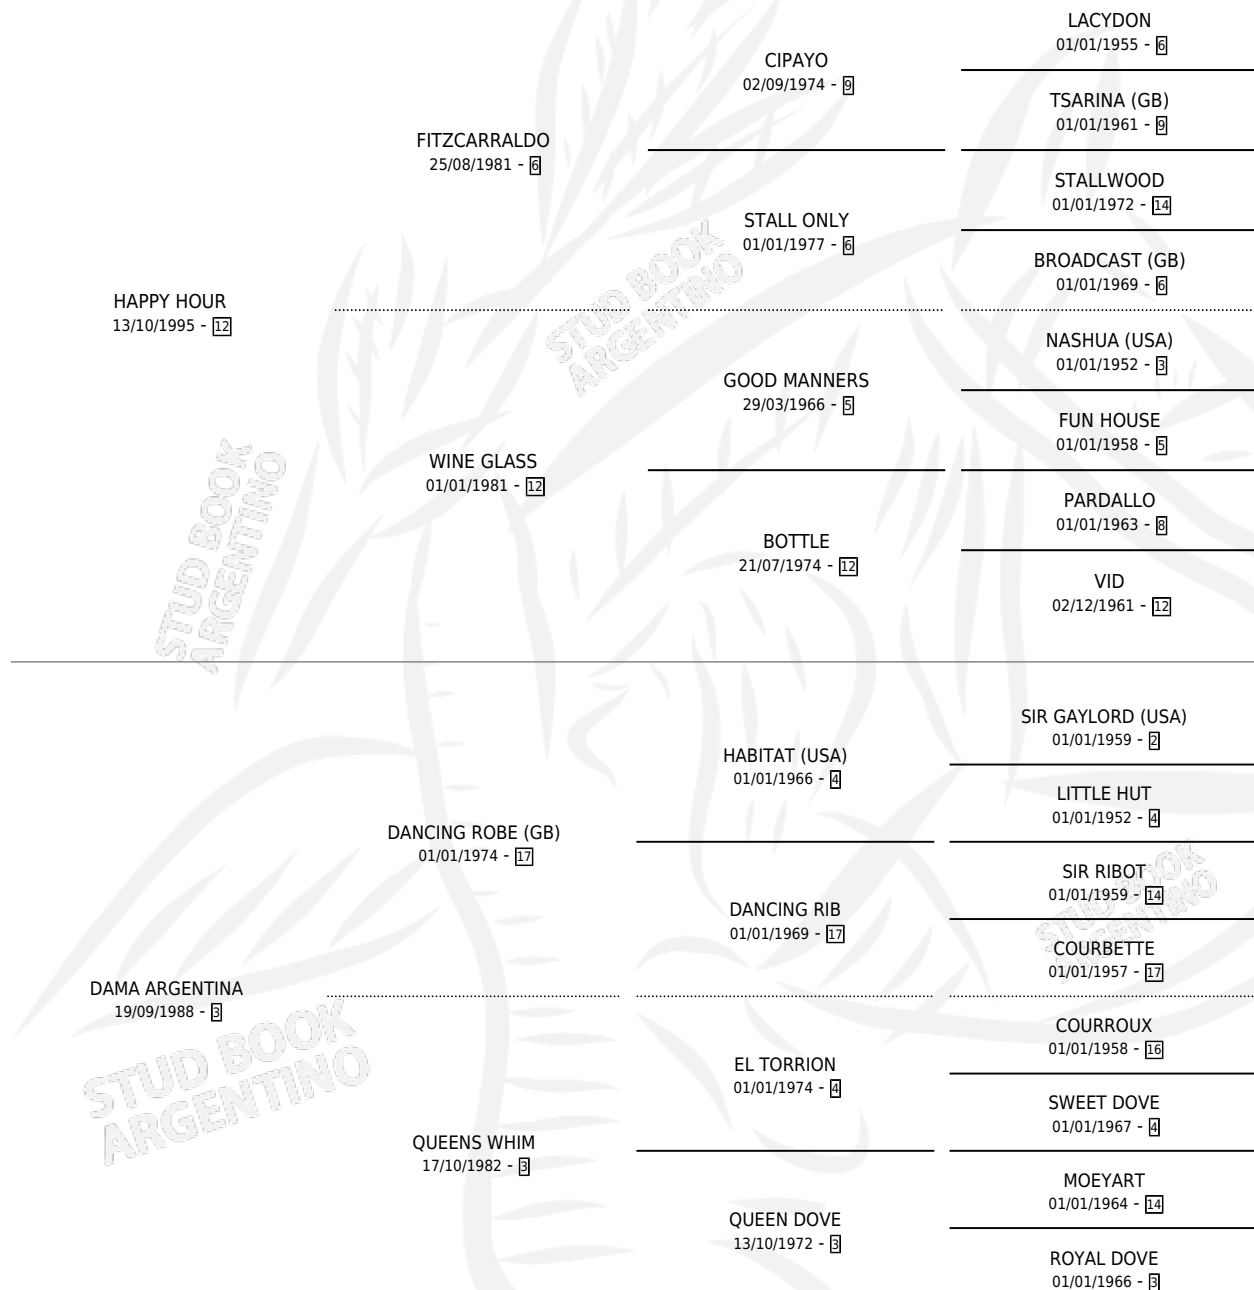 LACYDON
01/01/1955 - 6
CIPAYO
02/09/1974 - 9
TSARINA (GB)
01/01/1961 - 9
FITZCARRALDO
25/08/1981 - 6
STALLWOOD
01/01/1972 - 14
STALL ONLY
01/01/1977 - 6
BROADCAST (GB)
01/01/1969 - 6
HAPPY HOUR
13/10/1995 - 12
STUD BOOK
ARGENTINO
NASHUA (USA)
01/01/1952 - 3
GOOD MANNERS
29/03/1966 - 5
FUN HOUSE
01/01/1958 - 5
WINE GLASS
01/01/1981 - 12
PARDALLO
01/01/1963 - 8
BOTTLE
21/07/1974 - 12
VID
02/12/1961 - 12
STUD BOOK
ARGENTINO
SIR GAYLORD (USA)
01/01/1959 - 2
HABITAT (USA)
01/01/1966 - 4
LITTLE HUT
01/01/1952 - 4
DANCING ROBE (GB)
01/01/1974 - 17
SIR RIBOT
01/01/1959 - 14
DANCING RIB
01/01/1969 - 17
STUD BOOK
ARGENTINO
COURBETTE
01/01/1957 - 17
DAMA ARGENTINA
19/09/1988 - 3
STUD BOOK
ARGENTINO
COURROUX
01/01/1958 - 16
EL TORRION
01/01/1974 - 4
SWEET DOVE
01/01/1967 - 4
QUEENS WHIM
17/10/1982 - 3
MOEYART
01/01/1964 - 14
QUEEN DOVE
13/10/1972 - 3
ROYAL DOVE
01/01/1966 - 3